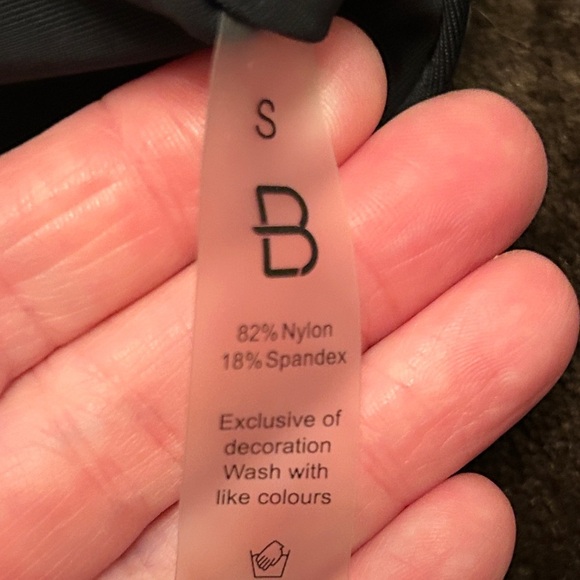 S
B
82% Nylon
18% Spandex
Exclusive of
decoration
Wash with
like colours